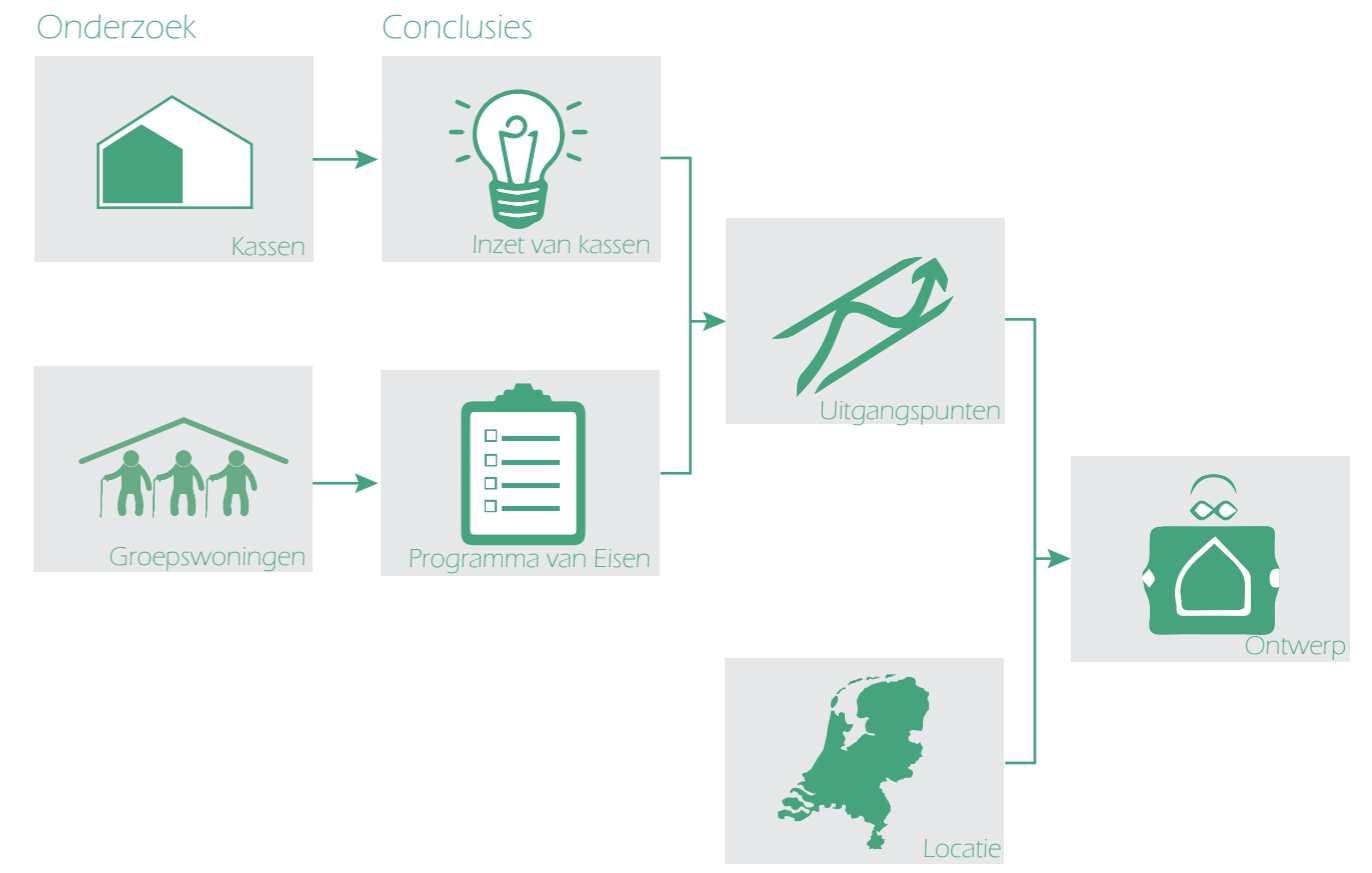 Onderzoek
Conclusies
Kassen
Inzet van kassen
Groepswoningen
Programma van Eisen
Uitgangspunten
Locatie
Ontwerp